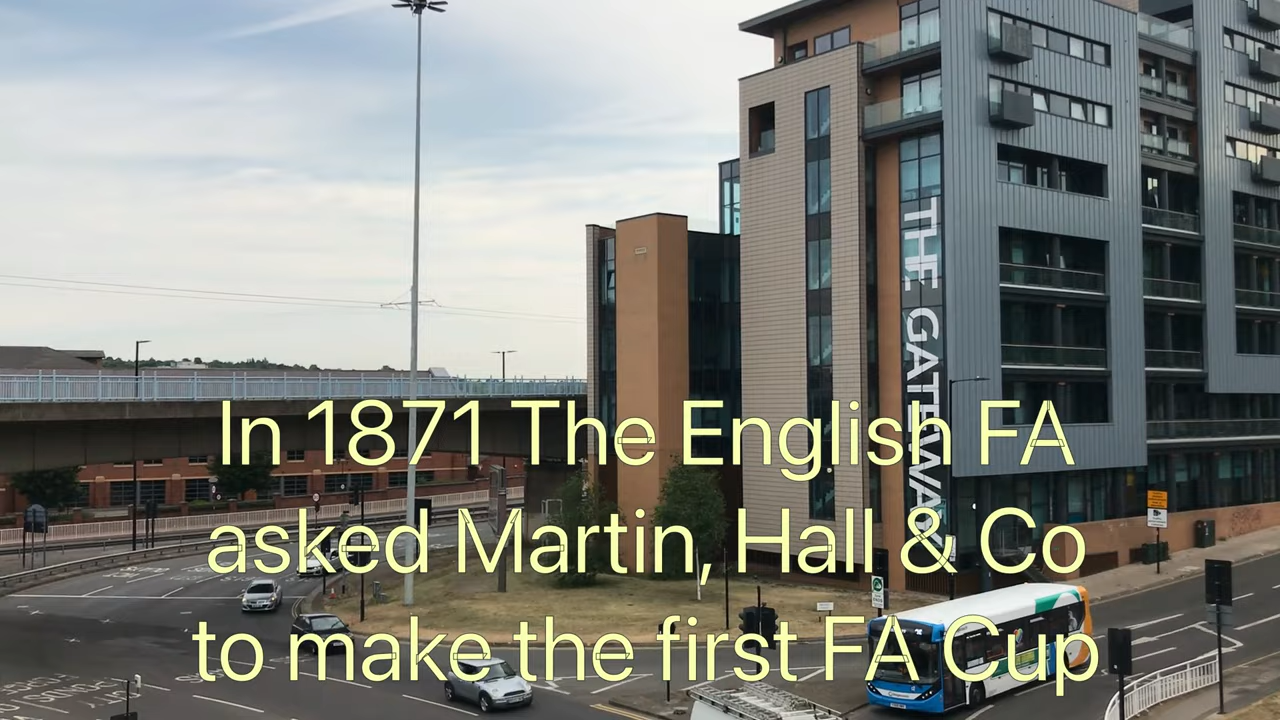 THE GATEWAY
In 1871 The English FA
asked Martin, Hall & Co
to make the first FA Cup